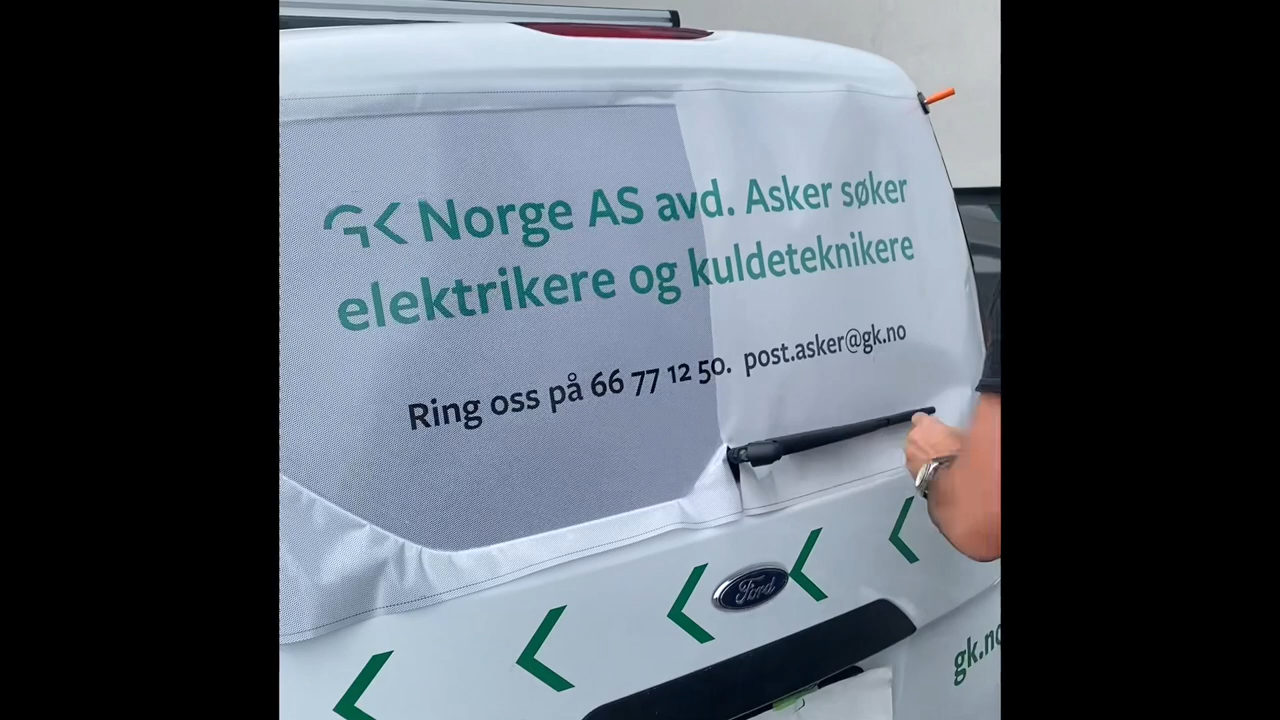 GK Norge AS avd. Asker søker
elektrikere og kuldeteknikere
Ring oss på 66 77 12 50. post.asker@gk.no
Ford
gk.no